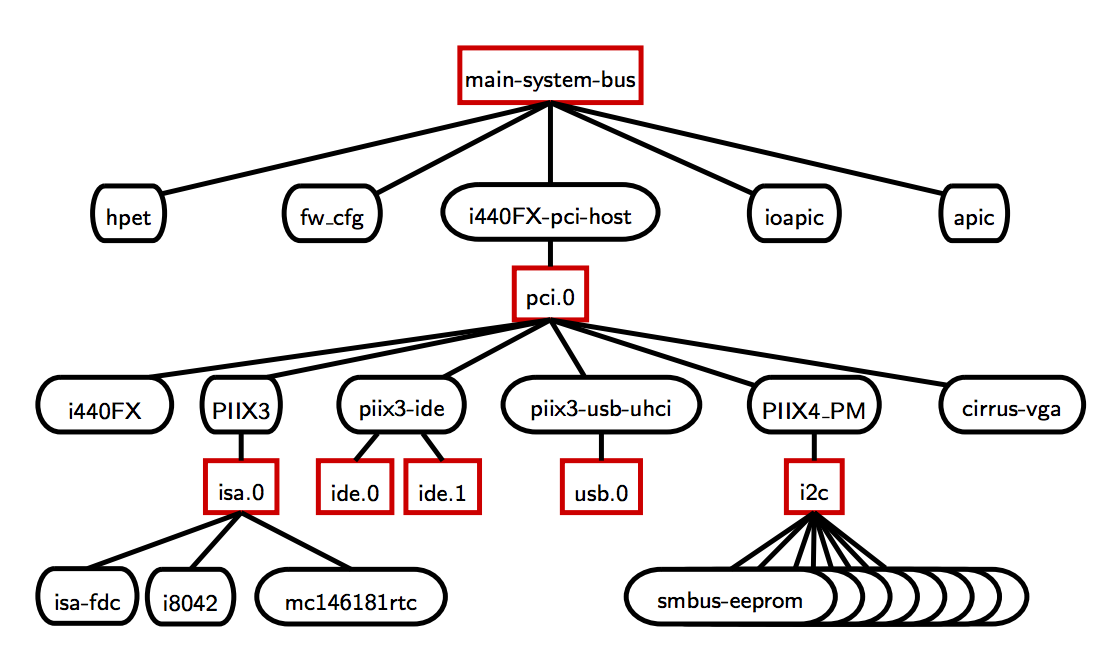 main-system-bus
hpet
fw_cfg
i440FX-pci-host
ioapic
apic
pci.0
i440FX
PIIX3
piix3-ide
piix3-usb-uhci
PIIX4_PM
cirrus-vga
isa.0
ide.0
ide.1
usb.0
i2c
isa-fdc
i8042
mc146181rtc
smbus-eeprom